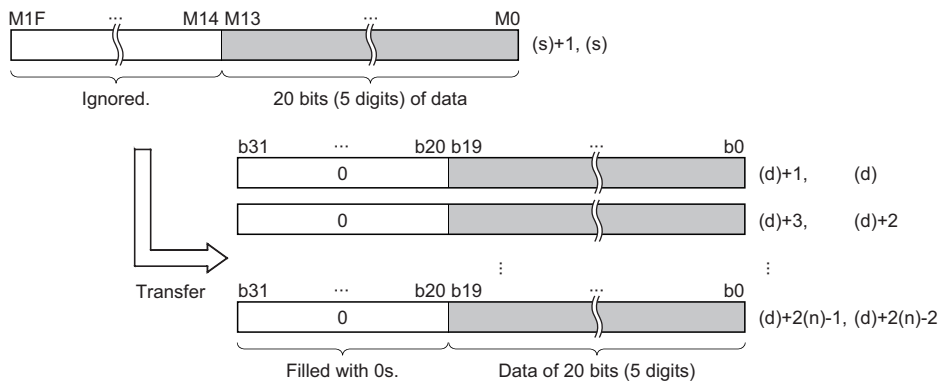 M1F ... M14 M13 ... M0
(s)+1, (s)
Ignored. 20 bits (5 digits) of data
b31 ... b20 b19 ... b0
0 (d)+1, (d)
0 (d)+3, (d)+2
⋮ ⋮
Transfer
b31 ... b20 b19 ... b0
0 (d)+2(n)-1, (d)+2(n)-2
Filled with 0s. Data of 20 bits (5 digits)